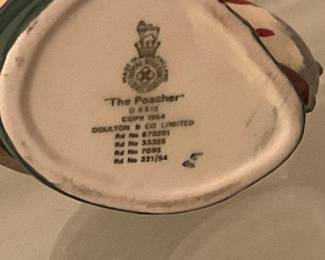 "The Poacher"
D 6515
COPR 1954
DOULTON & CO LIMITED
Rd No 875201
Rd No 33325
Rd No 7095
Rd No 321/54